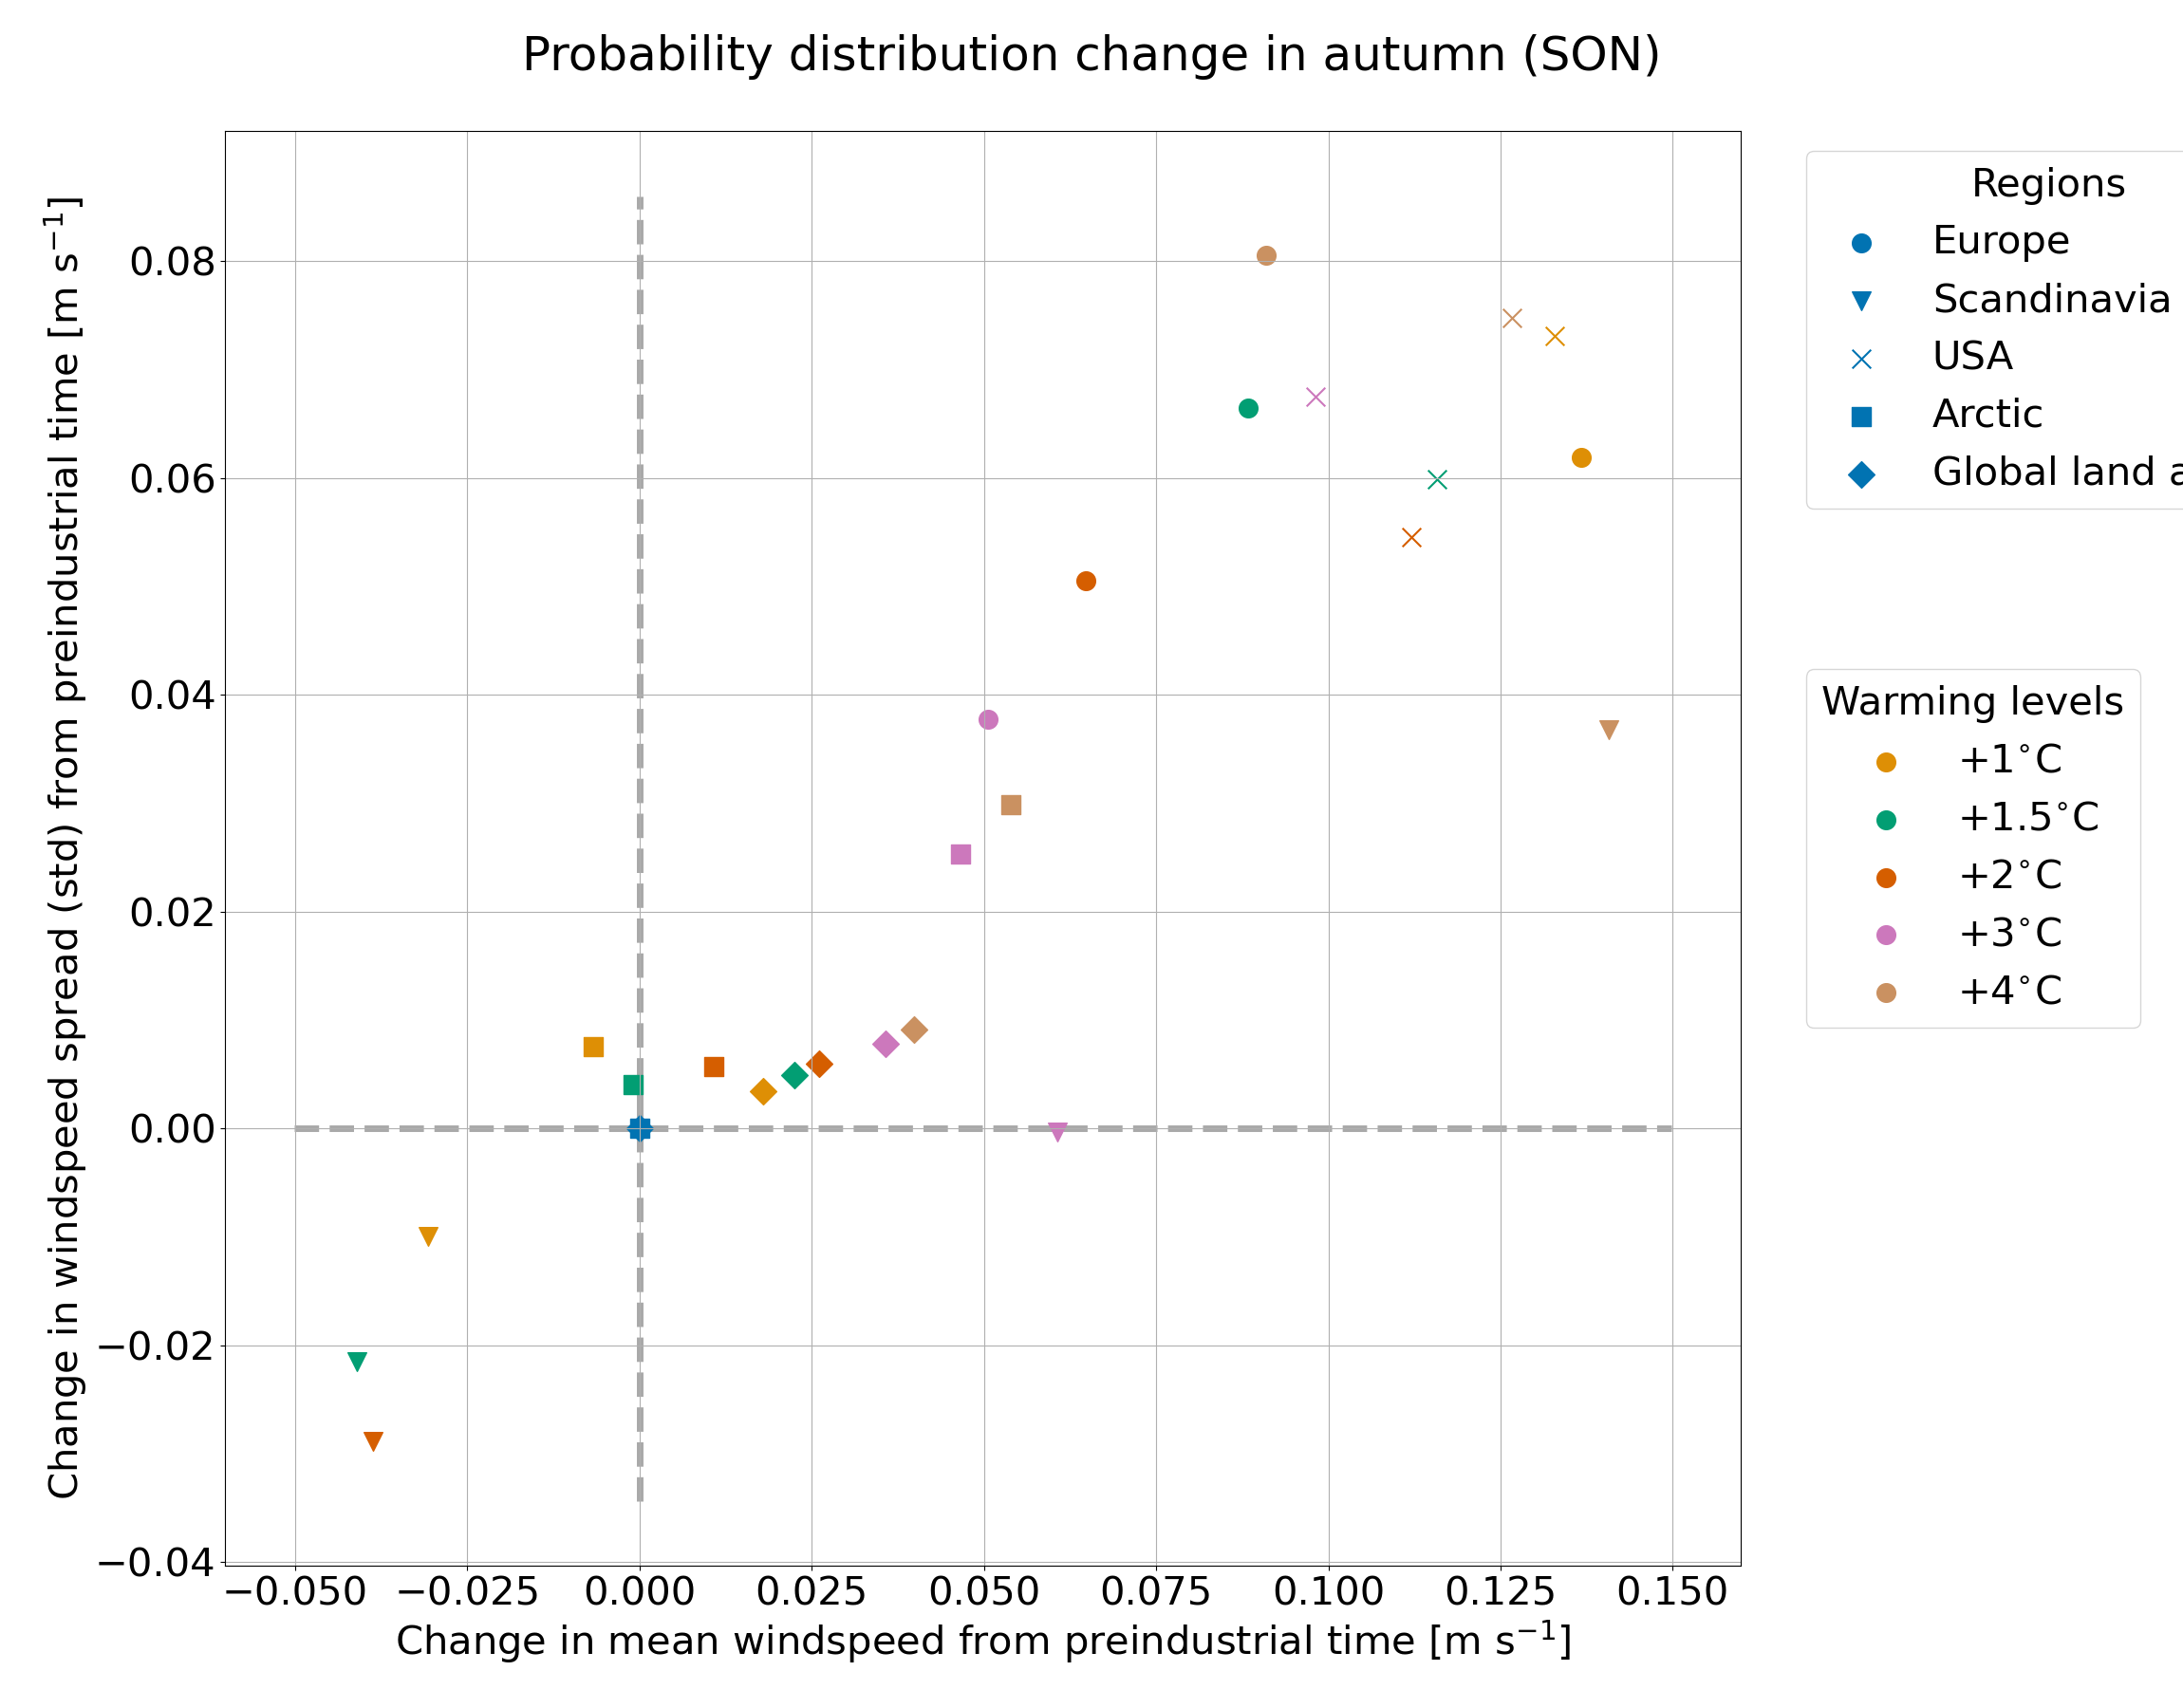 Probability distribution change in autumn (SON)
Change in windspeed spread (std) from preindustrial time [m s⁻¹]
0.08
0.06
0.04
0.02
0.00
−0.02
−0.04
−0.050 −0.025 0.000 0.025 0.050 0.075 0.100 0.125 0.150
Change in mean windspeed from preindustrial time [m s⁻¹]
Regions
Europe
Scandinavia
USA
Arctic
Global land a
Warming levels
+1°C
+1.5°C
+2°C
+3°C
+4°C